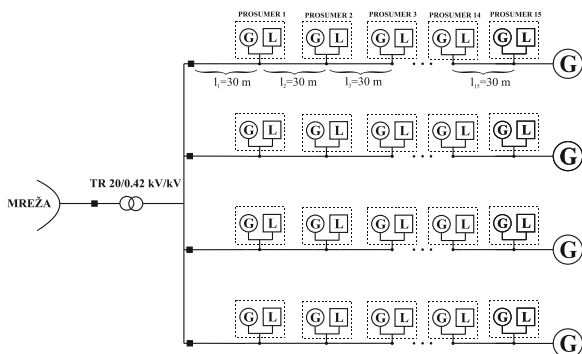 PROSUMER 1 PROSUMER 2 PROSUMER 3 PROSUMER 14 PROSUMER 15
G L G L G L G L G L G
l₁=30 m l₂=30 m l₃=30 m l₁₅=30 m
G L G L G L G L G L G
TR 20/0.42 kV/kV
MREŽA
G L G L G L G L G L G
G L G L G L G L G L G